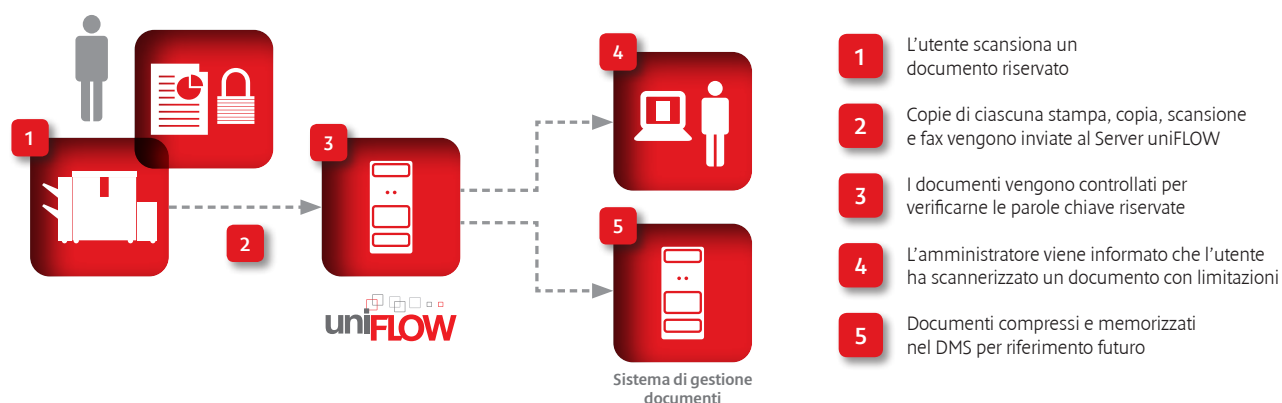 1
2
3
uniFLOW
4
5
Sistema di gestione
documenti
1
L’utente scansiona un
documento riservato
2
Copie di ciascuna stampa, copia, scansione
e fax vengono inviate al Server uniFLOW
3
I documenti vengono controllati per
verificarne le parole chiave riservate
4
L’amministratore viene informato che l’utente
ha scannerizzato un documento con limitazioni
5
Documenti compressi e memorizzati
nel DMS per riferimento futuro